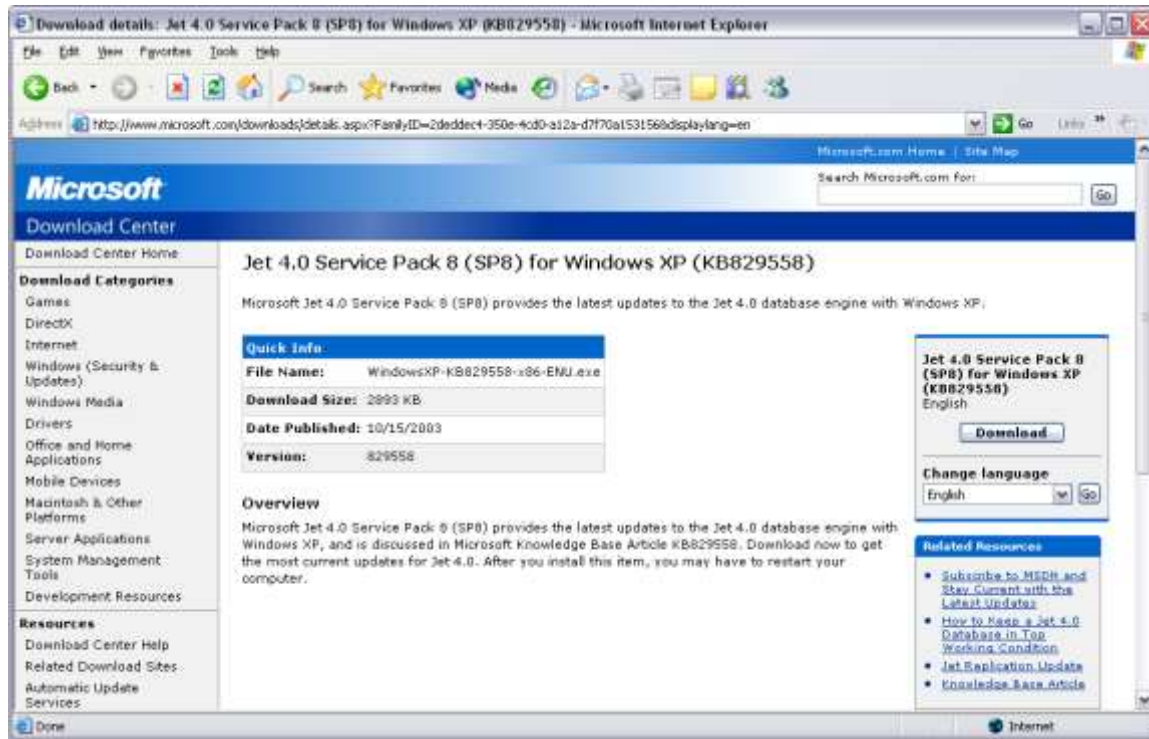 Download details: Jet 4.0 Service Pack 8 (SP8) for Windows XP (KB829558) - Microsoft Internet Explorer
File Edit View Favorites Tools Help
Back Search Favorites Media
Address http://www.microsoft.com/downloads/details.aspx?FamilyID=2deddec4-350e-4cd0-a12a-d7f70a153156&displaylang=en Go Links
Microsoft.com Home | Site Map
Microsoft
Search Microsoft.com for:
Go
Download Center
Download Center Home
Download Categories
Games
DirectX
Internet
Windows (Security & Updates)
Windows Media
Drivers
Office and Home Applications
Mobile Devices
Macintosh & Other Platforms
Server Applications
System Management Tools
Development Resources
Resources
Download Center Help
Related Download Sites
Automatic Update Services
Jet 4.0 Service Pack 8 (SP8) for Windows XP (KB829558)
Microsoft Jet 4.0 Service Pack 8 (SP8) provides the latest updates to the Jet 4.0 database engine with Windows XP.
Quick Info
File Name: WindowsXP-KB829558-x86-ENU.exe
Download Size: 2893 KB
Date Published: 10/15/2003
Version: 829558
Overview
Microsoft Jet 4.0 Service Pack 8 (SP8) provides the latest updates to the Jet 4.0 database engine with
Windows XP, and is discussed in Microsoft Knowledge Base Article KB829558. Download now to get
the most current updates for Jet 4.0. After you install this item, you may have to restart your
computer.
Jet 4.0 Service Pack 8
(SP8) for Windows XP
(KB829558)
English
Download
Change language
English Go
Related Resources
Subscribe to MSDN and
Stay Current with the
Latest Updates
How to Keep a Jet 4.0
Database in Top
Working Condition
Jet Replication Update
Knowledge Base Article
Done
Internet